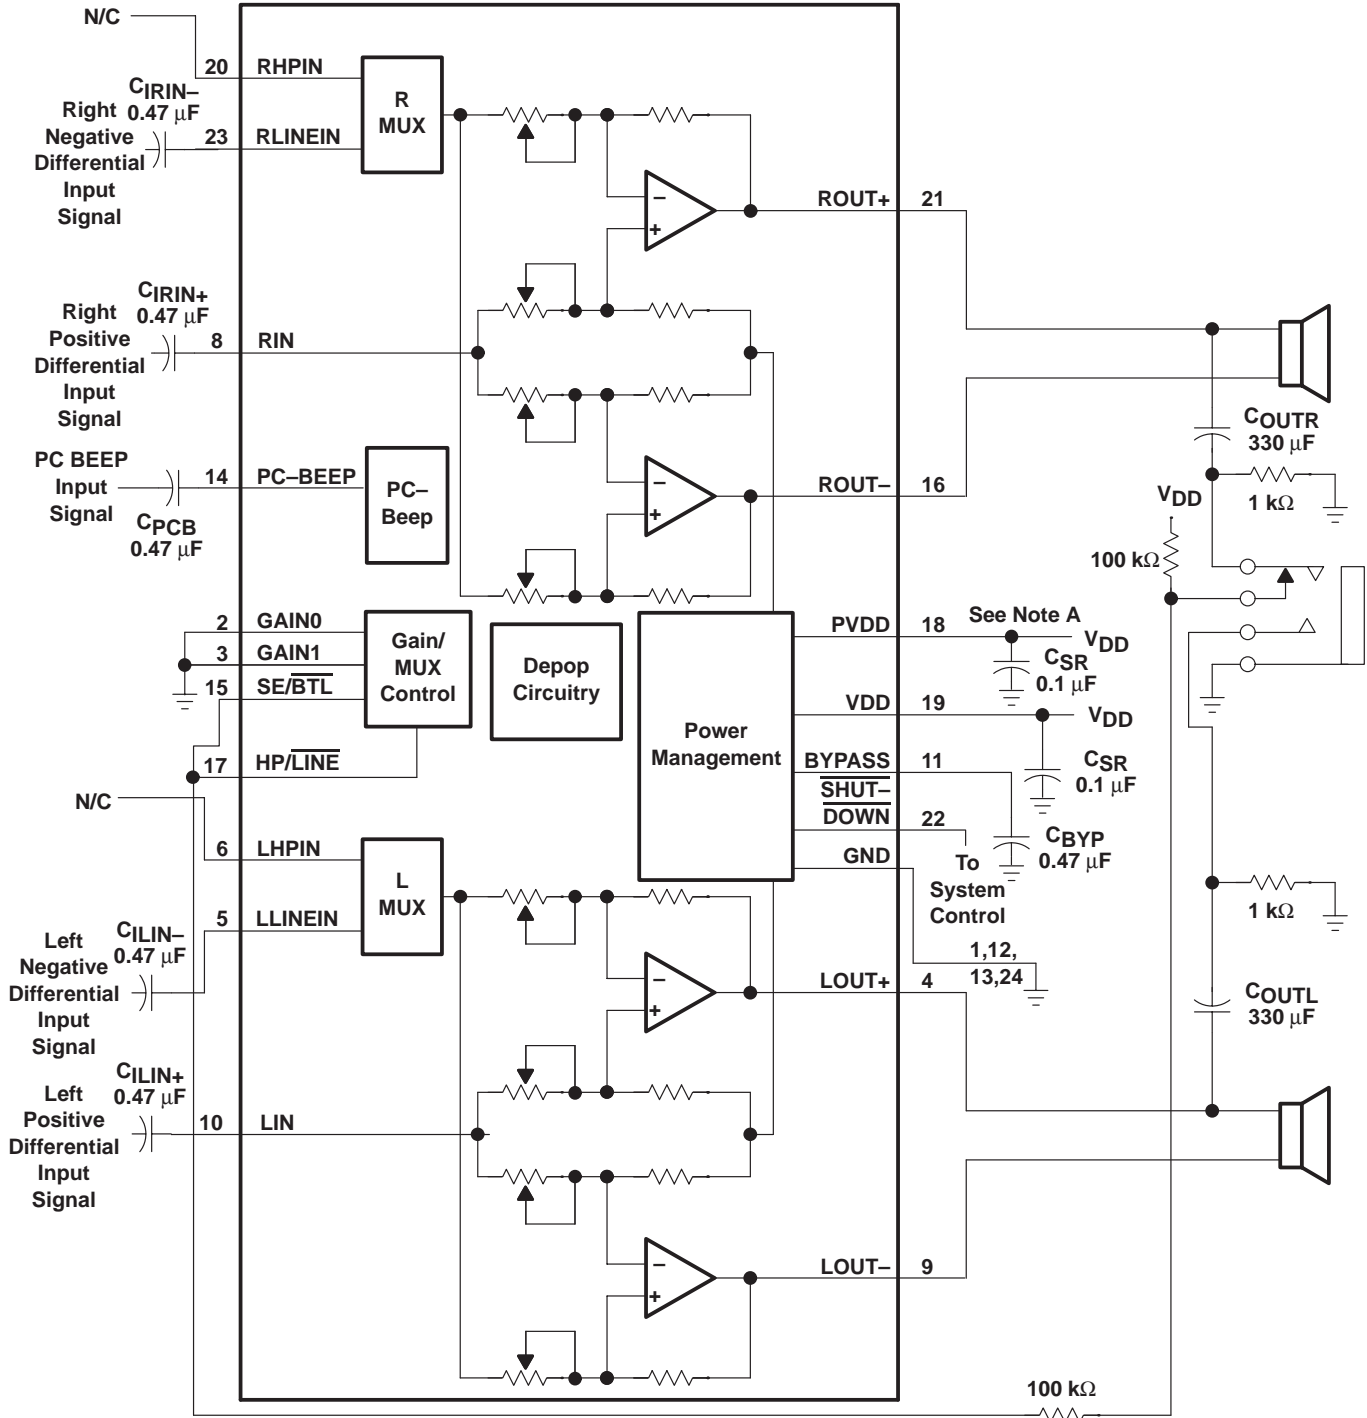 N/C
20 RHPIN
CIRIN–
0.47 μF
Right
Negative
Differential
Input
Signal
23 RLINEIN
R
MUX
–
+
ROUT+ 21
CIRIN+
0.47 μF
Right
Positive
Differential
Input
Signal
8 RIN
PC BEEP
Input
Signal
CPCB
0.47 μF
14 PC–BEEP
PC–
Beep
–
+
ROUT– 16
COUTR
330 μF
1 kΩ
VDD
100 kΩ
2 GAIN0
3 GAIN1
15 SE/BTL
17 HP/LINE
Gain/
MUX
Control
Depop
Circuitry
Power
Management
PVDD 18
See Note A
VDD
CSR
0.1 μF
VDD 19
VDD
CSR
0.1 μF
BYPASS 11
CBYP
0.47 μF
SHUT–
DOWN 22
To
System
Control
GND
1,12,
13,24
N/C
6 LHPIN
5 LLINEIN
L
MUX
CILIN–
0.47 μF
Left
Negative
Differential
Input
Signal
–
+
LOUT+ 4
1 kΩ
COUTL
330 μF
CILIN+
0.47 μF
Left
Positive
Differential
Input
Signal
10 LIN
–
+
LOUT– 9
100 kΩ